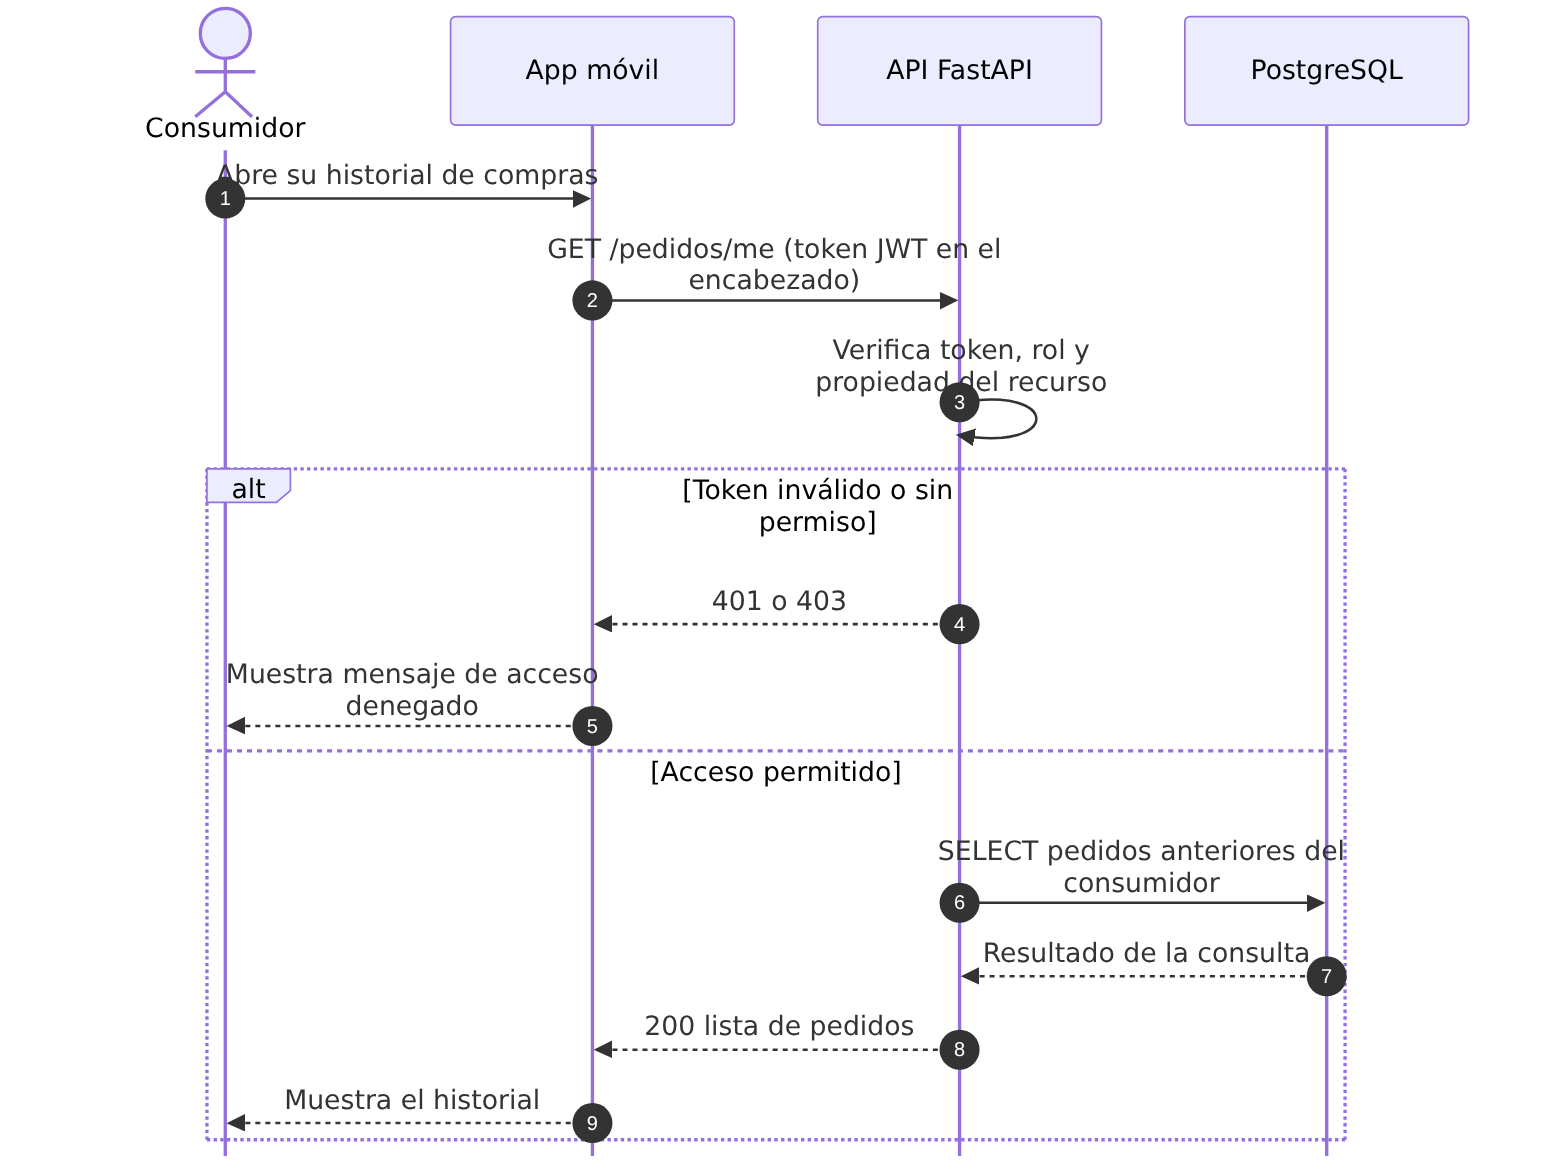 Consumidor
App móvil
API FastAPI
PostgreSQL
Abre su historial de compras
1
GET /pedidos/me (token JWT en el
encabezado)
2
Verifica token, rol y
propiedad del recurso
3
alt
[Token inválido o sin
permiso]
401 o 403
4
Muestra mensaje de acceso
denegado
5
[Acceso permitido]
SELECT pedidos anteriores del
consumidor
6
Resultado de la consulta
7
200 lista de pedidos
8
Muestra el historial
9